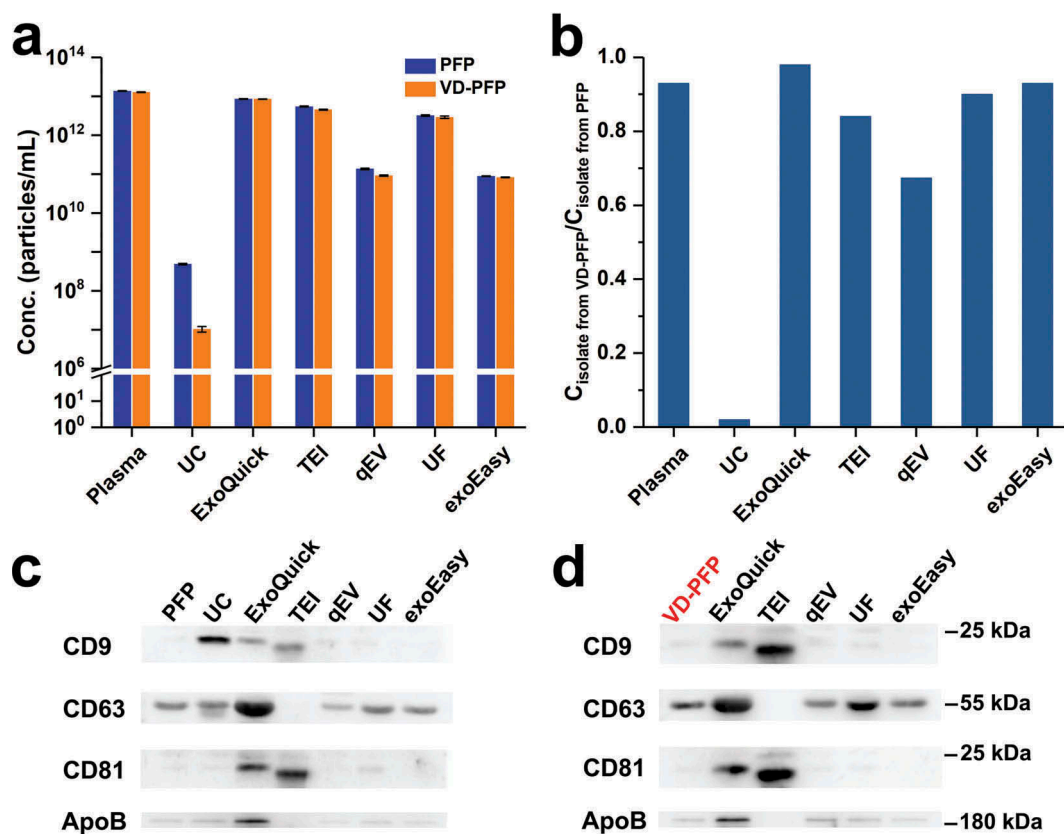 a
10^14
10^12
10^10
10^8
10^6
10^1
10^0
Conc. (particles/mL)
PFP
VD-PFP
Plasma
UC
ExoQuick
TEI
qEV
UF
exoEasy
b
1.0
0.8
0.6
0.4
0.2
0.0
C_isolate from VD-PFP/C_isolate from PFP
Plasma
UC
ExoQuick
TEI
qEV
UF
exoEasy
c
PFP
UC
ExoQuick
TEI
qEV
UF
exoEasy
CD9
CD63
CD81
ApoB
d
VD-PFP
ExoQuick
TEI
qEV
UF
exoEasy
CD9
–25 kDa
CD63
–55 kDa
CD81
–25 kDa
ApoB
–180 kDa